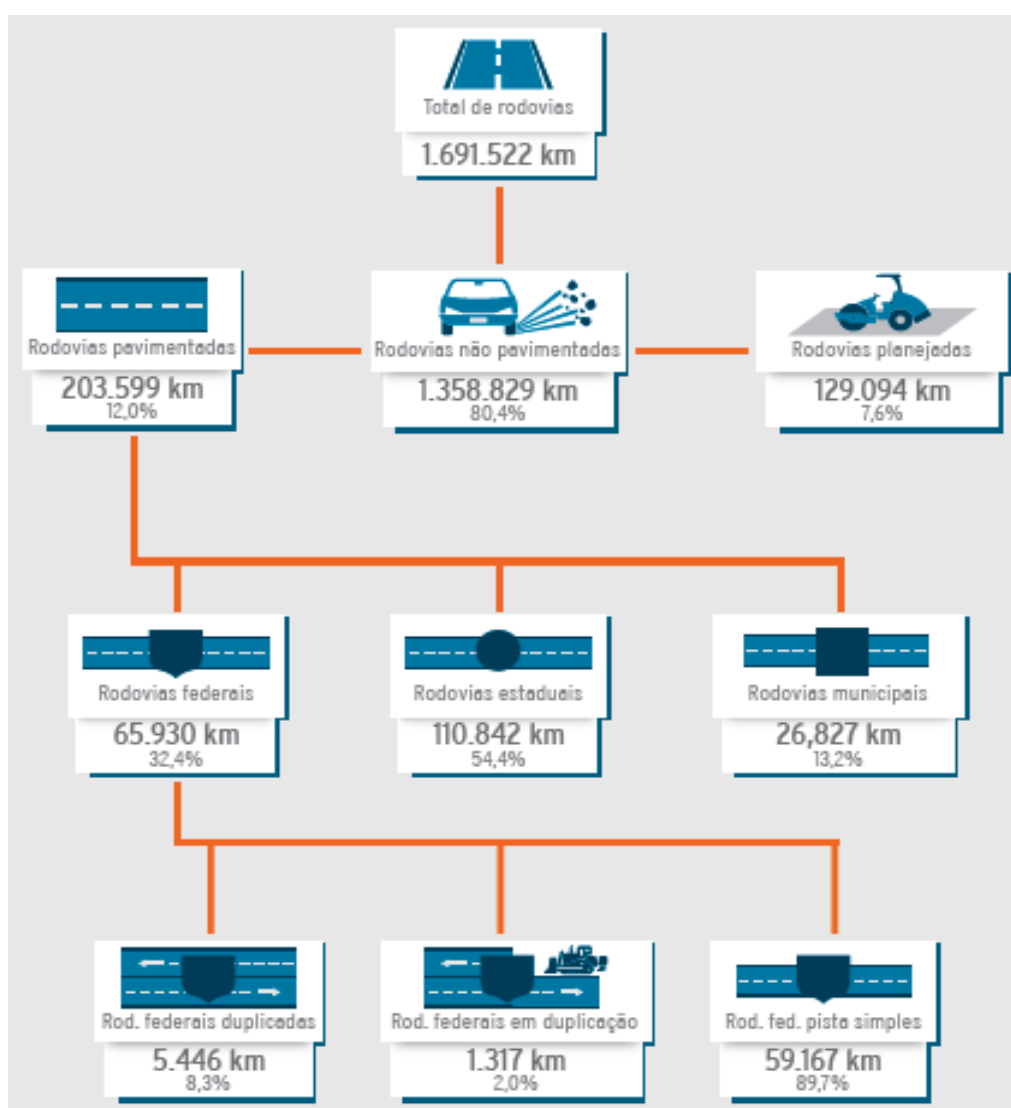 Total de rodovias
1.691.522 km
Rodovias pavimentadas
203.599 km
12,0%
Rodovias não pavimentadas
1.358.829 km
80,4%
Rodovias planejadas
129.094 km
7,6%
Rodovias federais
65.930 km
32,4%
Rodovias estaduais
110.842 km
54,4%
Rodovias municipais
26,827 km
13,2%
Rod. federais duplicadas
5.446 km
8,3%
Rod. federais em duplicação
1.317 km
2,0%
Rod. fed. pista simples
59.167 km
89,7%